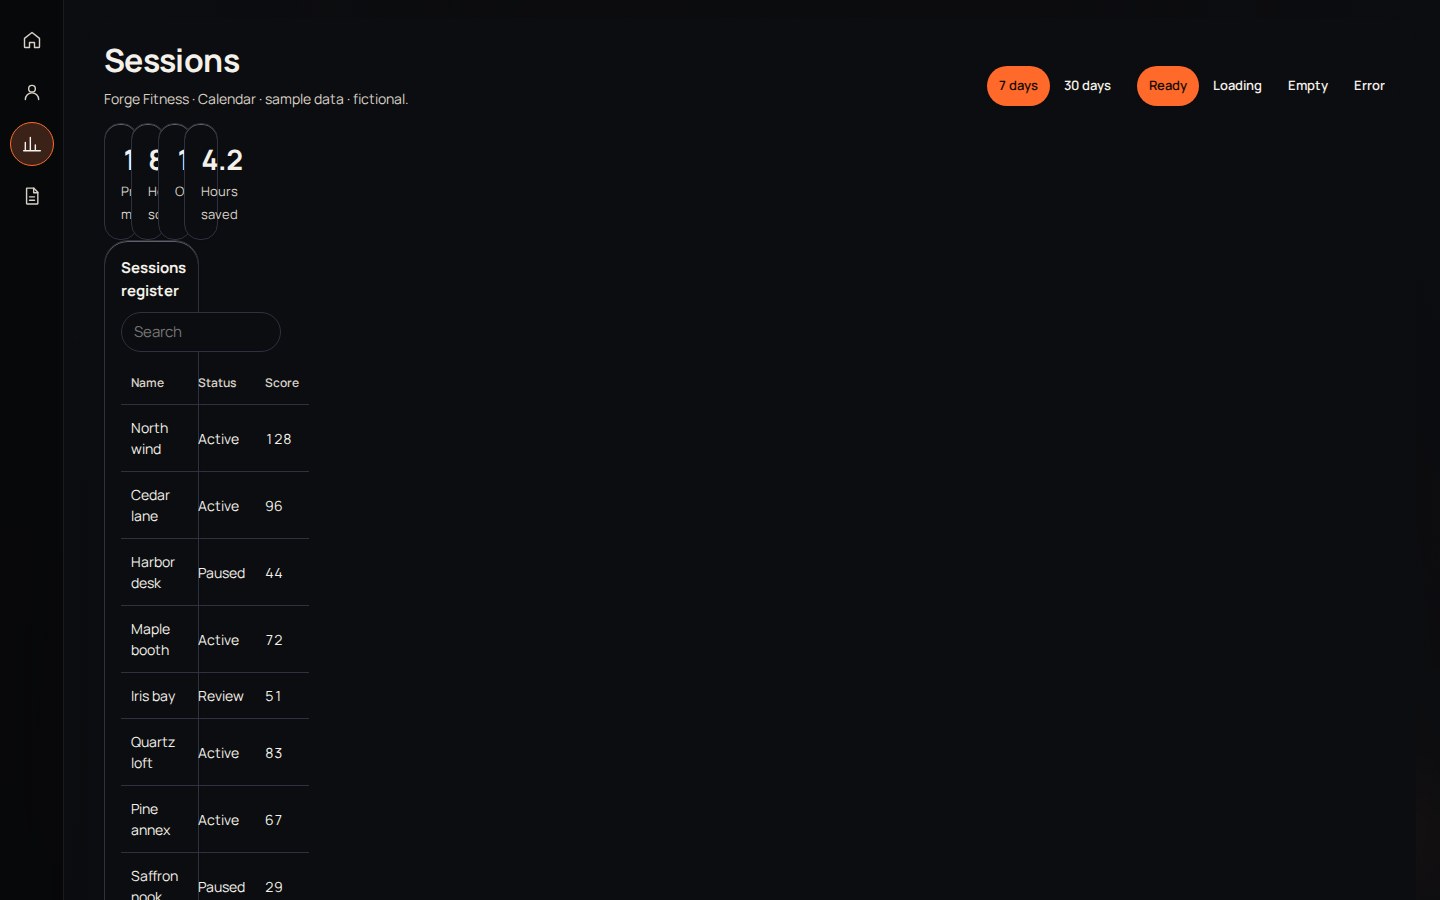 Sessions
Forge Fitness · Calendar · sample data · fictional.
7 days 30 days Ready Loading Empty Error
4.2
Hours
saved
Sessions
register
Search
Name Status Score
North
wind
Active 128
Cedar
lane
Active 96
Harbor
desk
Paused 44
Maple
booth
Active 72
Iris bay Review 51
Quartz
loft
Active 83
Pine
annex
Active 67
Saffron
nook
Paused 29